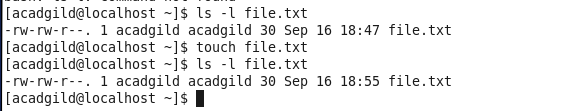 [acadgild@localhost ~]$ ls -l file.txt
-rw-rw-r--. 1 acadgild acadgild 30 Sep 16 18:47 file.txt
[acadgild@localhost ~]$ touch file.txt
[acadgild@localhost ~]$ ls -l file.txt
-rw-rw-r--. 1 acadgild acadgild 30 Sep 16 18:55 file.txt
[acadgild@localhost ~]$